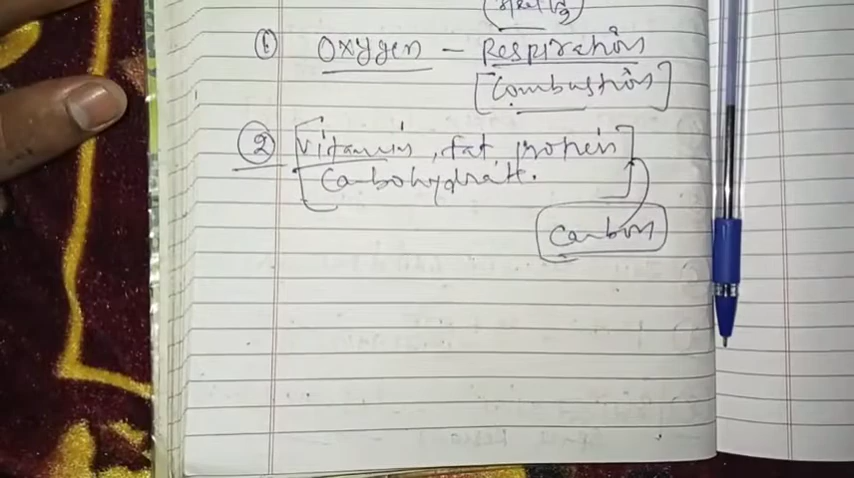 ① Oxygen - Respiration
[Combustion]
② [Vitamin, fat, protein]
Carbohydrate.
Carbon